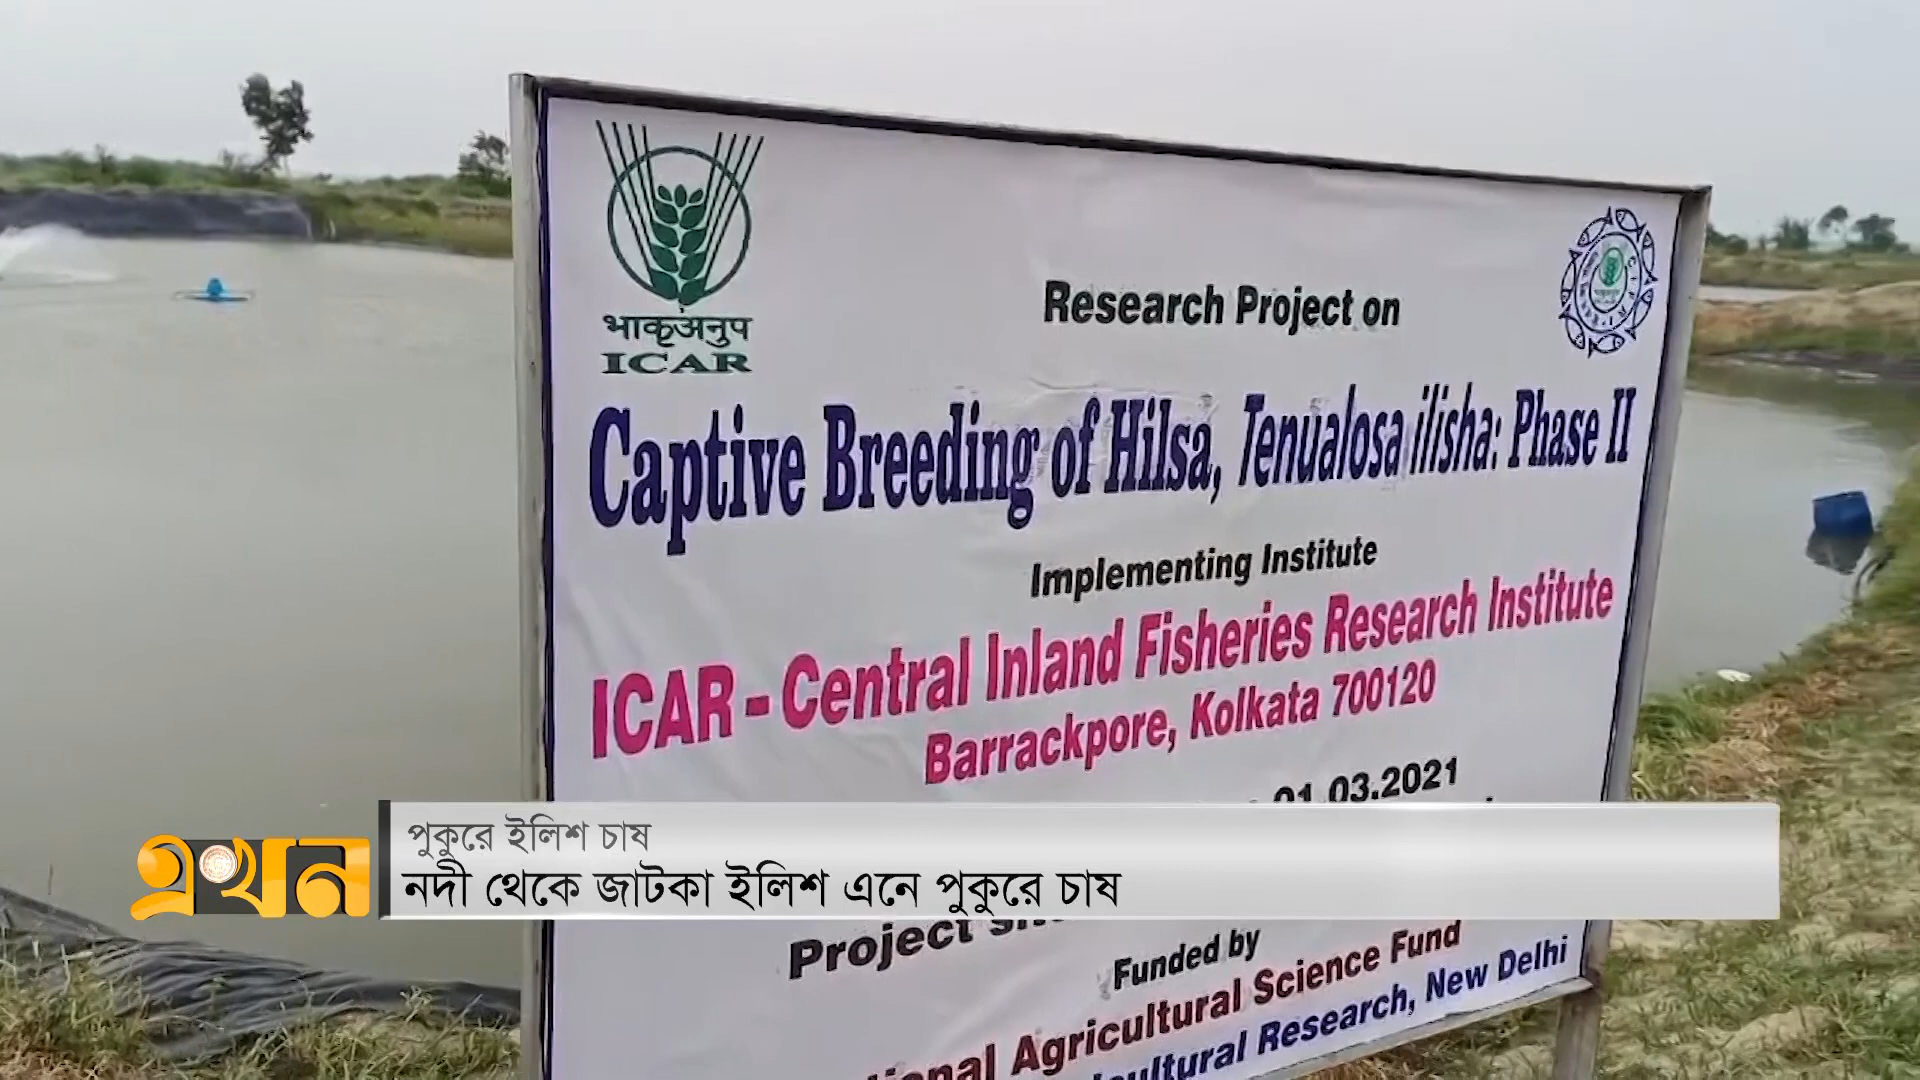 भाकृअनुप
ICAR
Research Project on
Captive Breeding of Hilsa, Tenualosa ilisha: Phase II
Implementing Institute
ICAR - Central Inland Fisheries Research Institute
Barrackpore, Kolkata 700120
01.03.2021
এখন
পুকুরে ইলিশ চাষ
নদী থেকে জাটকা ইলিশ এনে পুকুরে চাষ
Project
Funded by
Agricultural Science Fund
Research, New Delhi